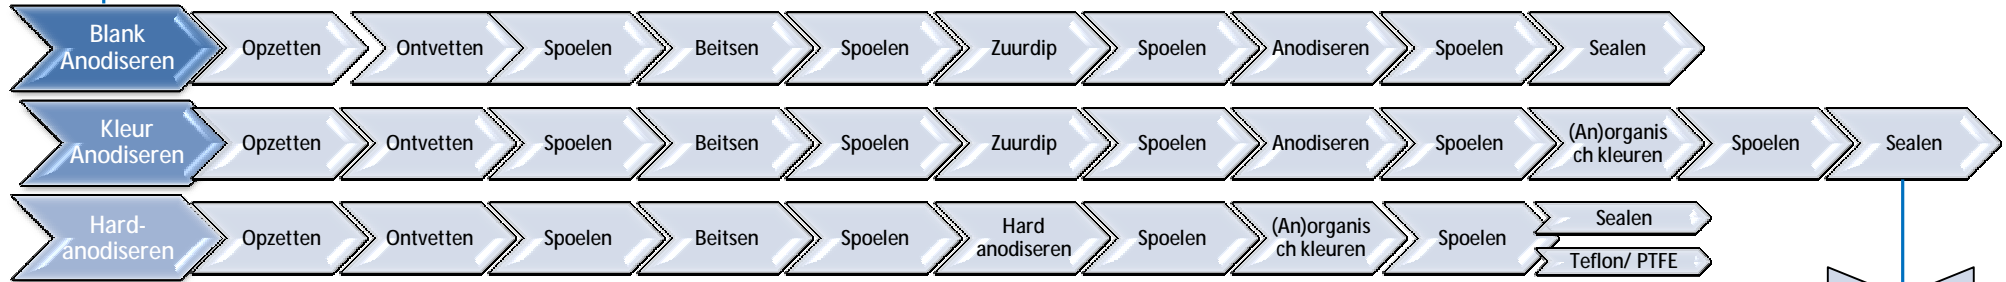 Blank
Anodiseren
Opzetten
Ontvetten
Spoelen
Beitsen
Spoelen
Zuurdip
Spoelen
Anodiseren
Spoelen
Sealen
Kleur
Anodiseren
Opzetten
Ontvetten
Spoelen
Beitsen
Spoelen
Zuurdip
Spoelen
Anodiseren
Spoelen
(An)organis
ch kleuren
Spoelen
Sealen
Hard-
anodiseren
Opzetten
Ontvetten
Spoelen
Beitsen
Spoelen
Hard
anodiseren
Spoelen
(An)organis
ch kleuren
Spoelen
Sealen
Teflon/ PTFE